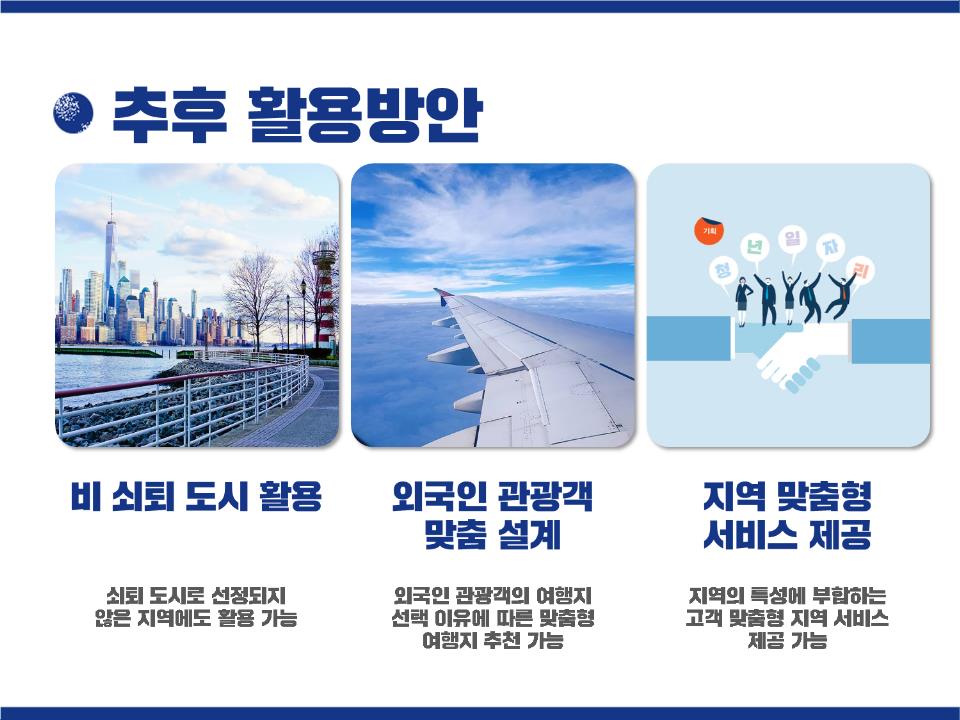 추후 활용방안
기획
청 년 일 자 리
비 쇠퇴 도시 활용
외국인 관광객
맞춤 설계
지역 맞춤형
서비스 제공
쇠퇴 도시로 선정되지
않은 지역에도 활용 가능
외국인 관광객의 여행지
선택 이유에 따른 맞춤형
여행지 추천 가능
지역의 특성에 부합하는
고객 맞춤형 지역 서비스
제공 가능